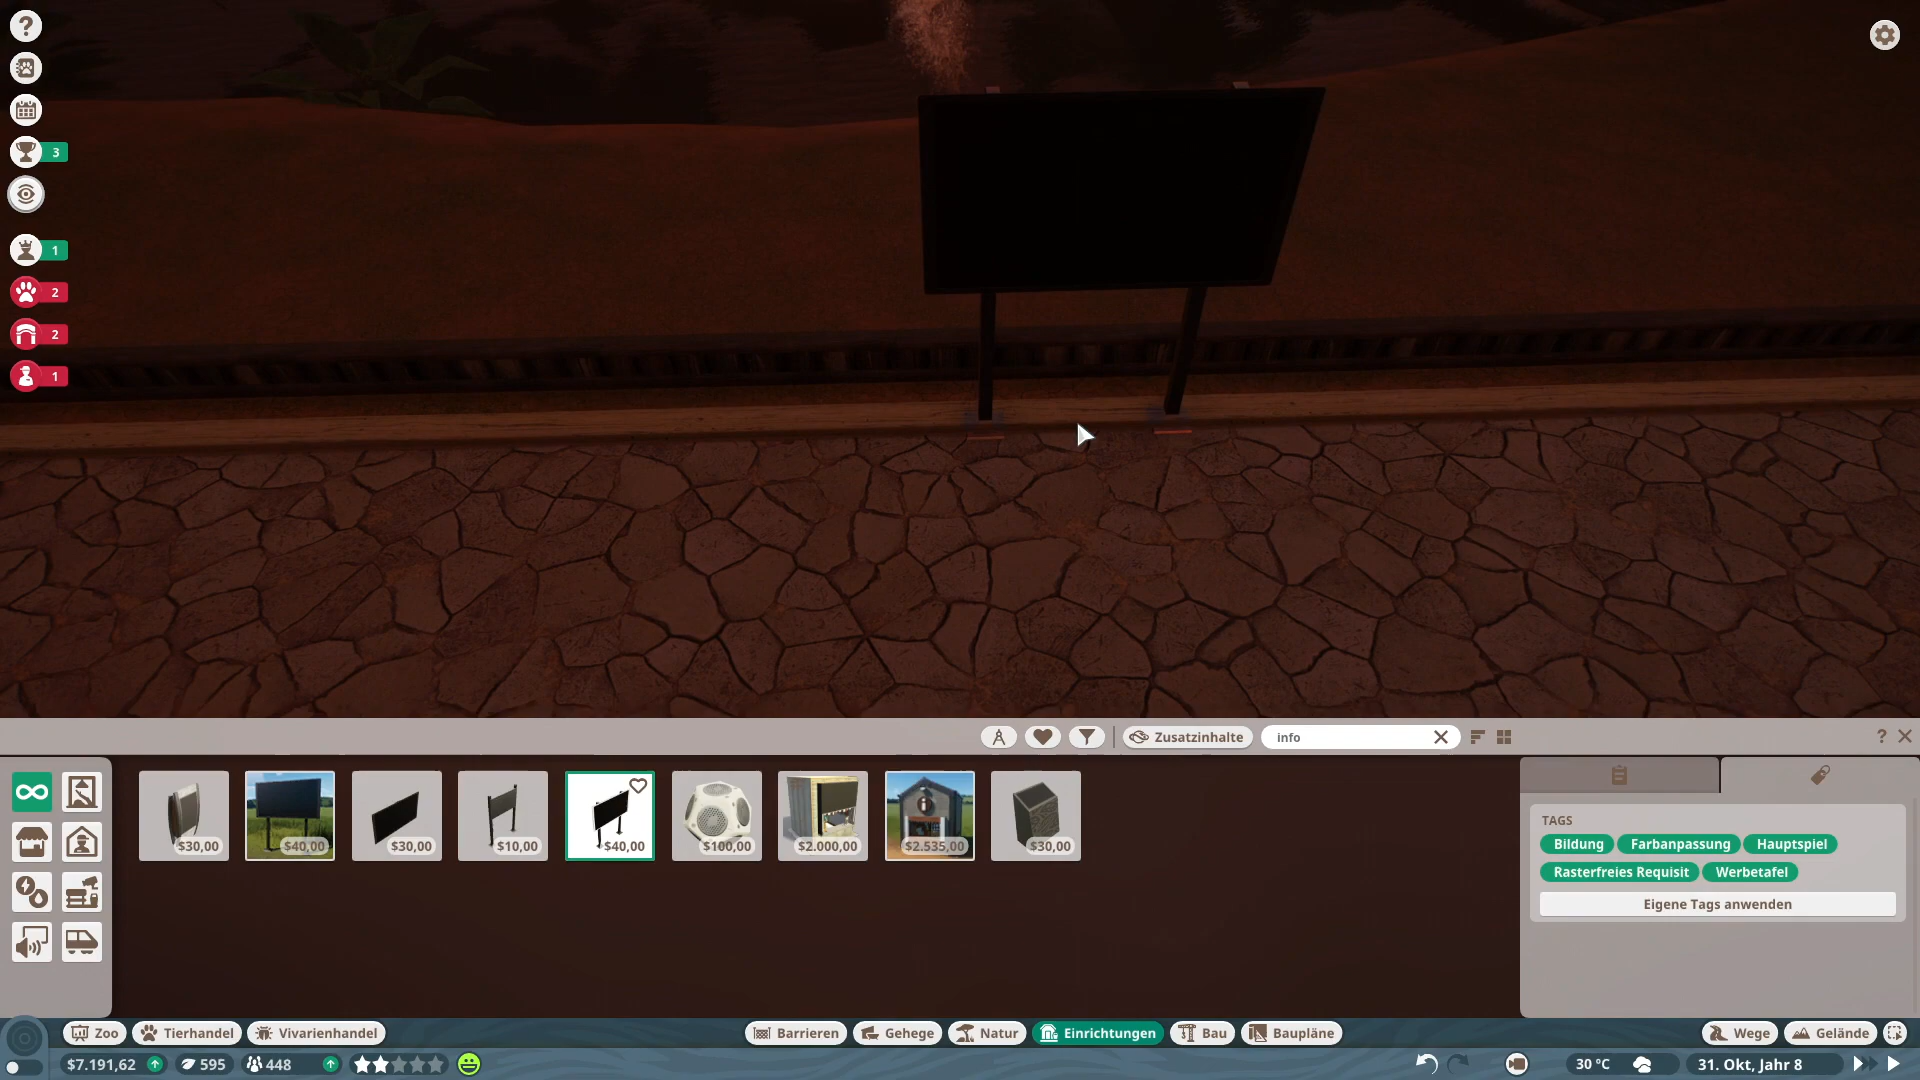 3
1
2
2
1
Zusatzinhalte
info
$30,00
$40,00
$30,00
$10,00
$40,00
$100,00
$2.000,00
$2.535,00
$30,00
TAGS
Bildung Farbanpassung Hauptspiel
Rasterfreies Requisit Werbetafel
Eigene Tags anwenden
Zoo Tierhandel Vivarienhandel Barrieren Gehege Natur Einrichtungen Bau Baupläne Wege Gelände
$7.191,62 595 448 30 °C 31. Okt, Jahr 8